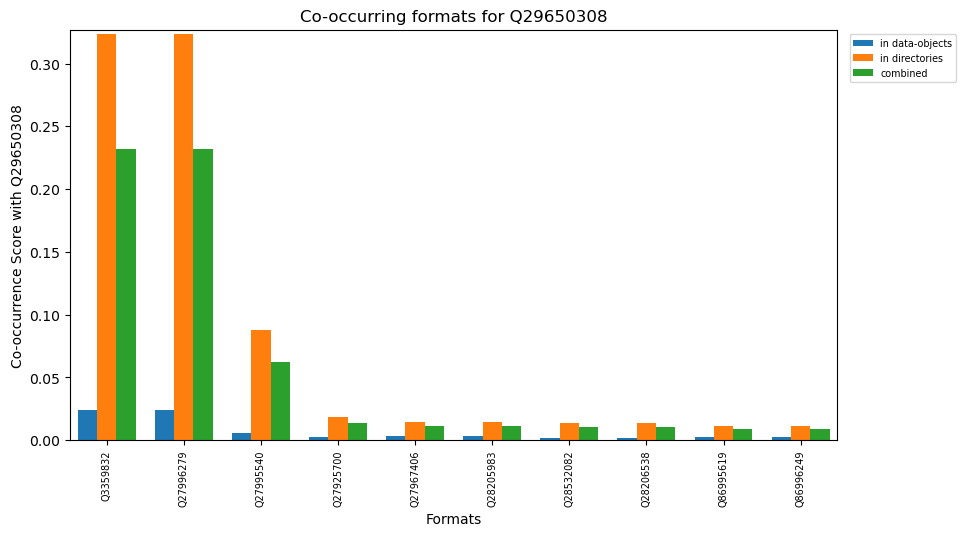 Co-occurring formats for Q29650308
Co-occurrence Score with Q29650308
0.30
0.25
0.20
0.15
0.10
0.05
0.00
in data-objects
in directories
combined
Q3359832
Q27996279
Q27995540
Q27925700
Q27967406
Q28205983
Q28532082
Q28206538
Q86995619
Q86996249
Formats